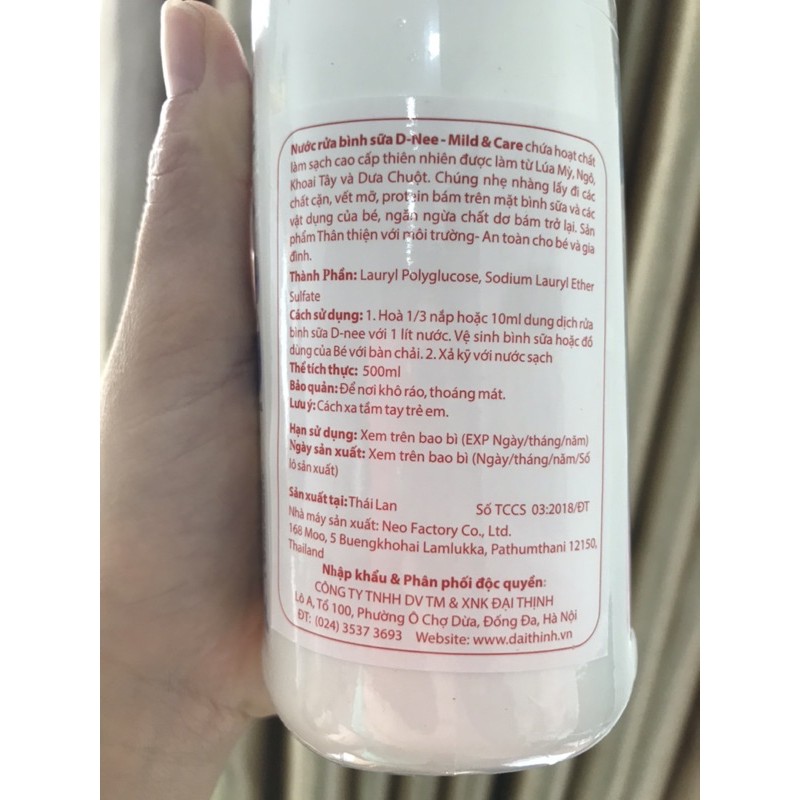 Nước rửa bình sữa D-Nee - Mild & Care chứa hoạt chất
làm sạch cao cấp thiên nhiên được làm từ Lúa Mỳ, Ngô,
Khoai Tây và Dưa Chuột. Chúng nhẹ nhàng lấy đi các
chất cặn, vết mỡ, protein bám trên mặt bình sữa và các
vật dụng của bé, ngăn ngừa chất dơ bám trở lại. Sản
phẩm Thân thiện với môi trường- An toàn cho bé và gia
đình.
Thành Phần: Lauryl Polyglucose, Sodium Lauryl Ether
Sulfate
Cách sử dụng: 1. Hoà 1/3 nắp hoặc 10ml dung dịch rửa
bình sữa D-nee với 1 lít nước. Vệ sinh bình sữa hoặc đồ
dùng của Bé với bàn chải. 2. Xả kỹ với nước sạch
Thể tích thực: 500ml
Bảo quản: Để nơi khô ráo, thoáng mát.
Lưu ý: Cách xa tầm tay trẻ em.
Hạn sử dụng: Xem trên bao bì (EXP Ngày/tháng/năm)
Ngày sản xuất: Xem trên bao bì (Ngày/tháng/năm/Số
lô sản xuất)
Sản xuất tại: Thái Lan Số TCCS 03:2018/ĐT
Nhà máy sản xuất: Neo Factory Co., Ltd.
168 Moo, 5 Buengkhohai Lamlukka, Pathumthani 12150,
Thailand
Nhập khẩu & Phân phối độc quyền:
CÔNG TY TNHH DV TM & XNK ĐẠI THỊNH
Lô A, Tổ 100, Phường Ô Chợ Dừa, Đống Đa, Hà Nội
ĐT: (024) 3537 3693 Website: www.daithinh.vn